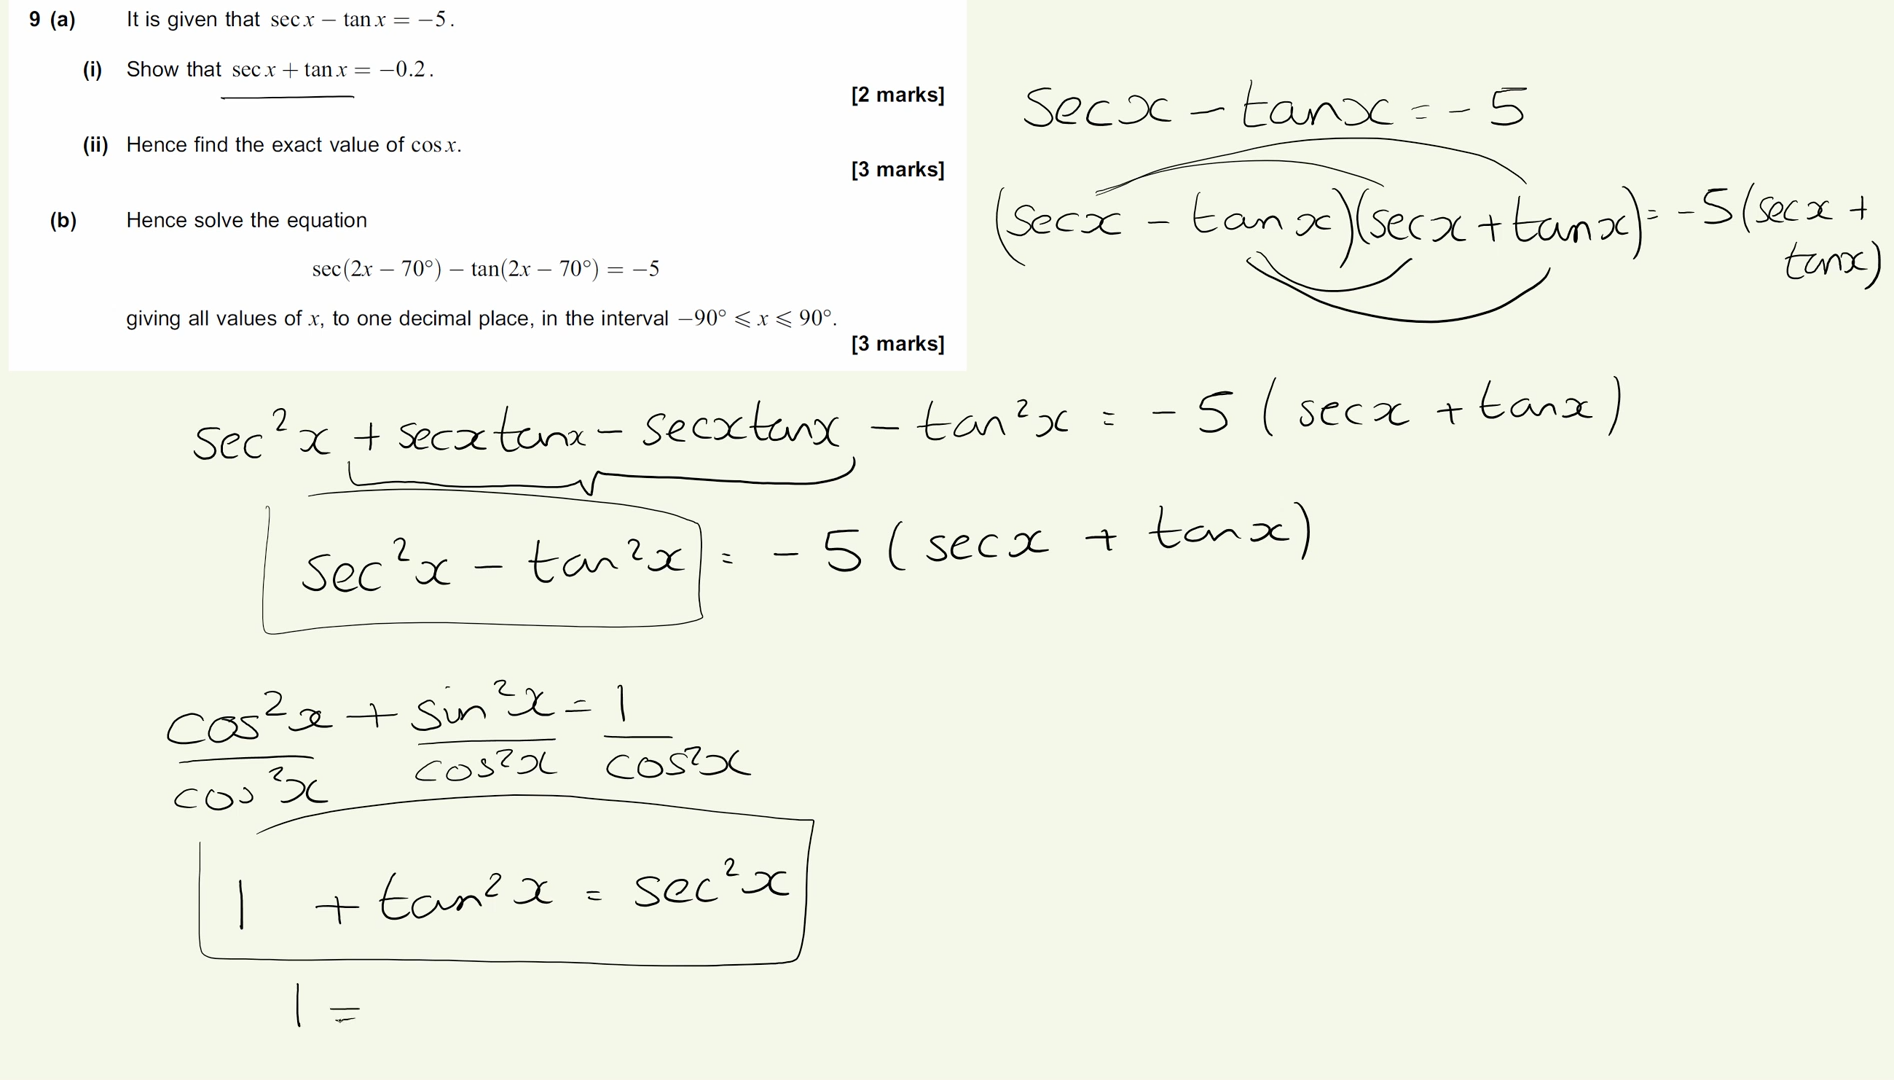 9 (a) It is given that sec x − tan x = −5.
(i) Show that sec x + tan x = −0.2.
[2 marks]
(ii) Hence find the exact value of cos x.
[3 marks]
(b) Hence solve the equation
sec(2x − 70°) − tan(2x − 70°) = −5
giving all values of x, to one decimal place, in the interval −90° ⩽ x ⩽ 90°.
[3 marks]
secx − tanx = −5
(secx − tanx)(secx + tanx) = −5(secx +
tanx)
sec²x + secxtanx − secxtanx − tan²x = −5(secx + tanx)
sec²x − tan²x = −5(secx + tanx)
cos²x + sin²x = 1
cos²x cos²x cos²x
1 + tan²x = sec²x
1 =